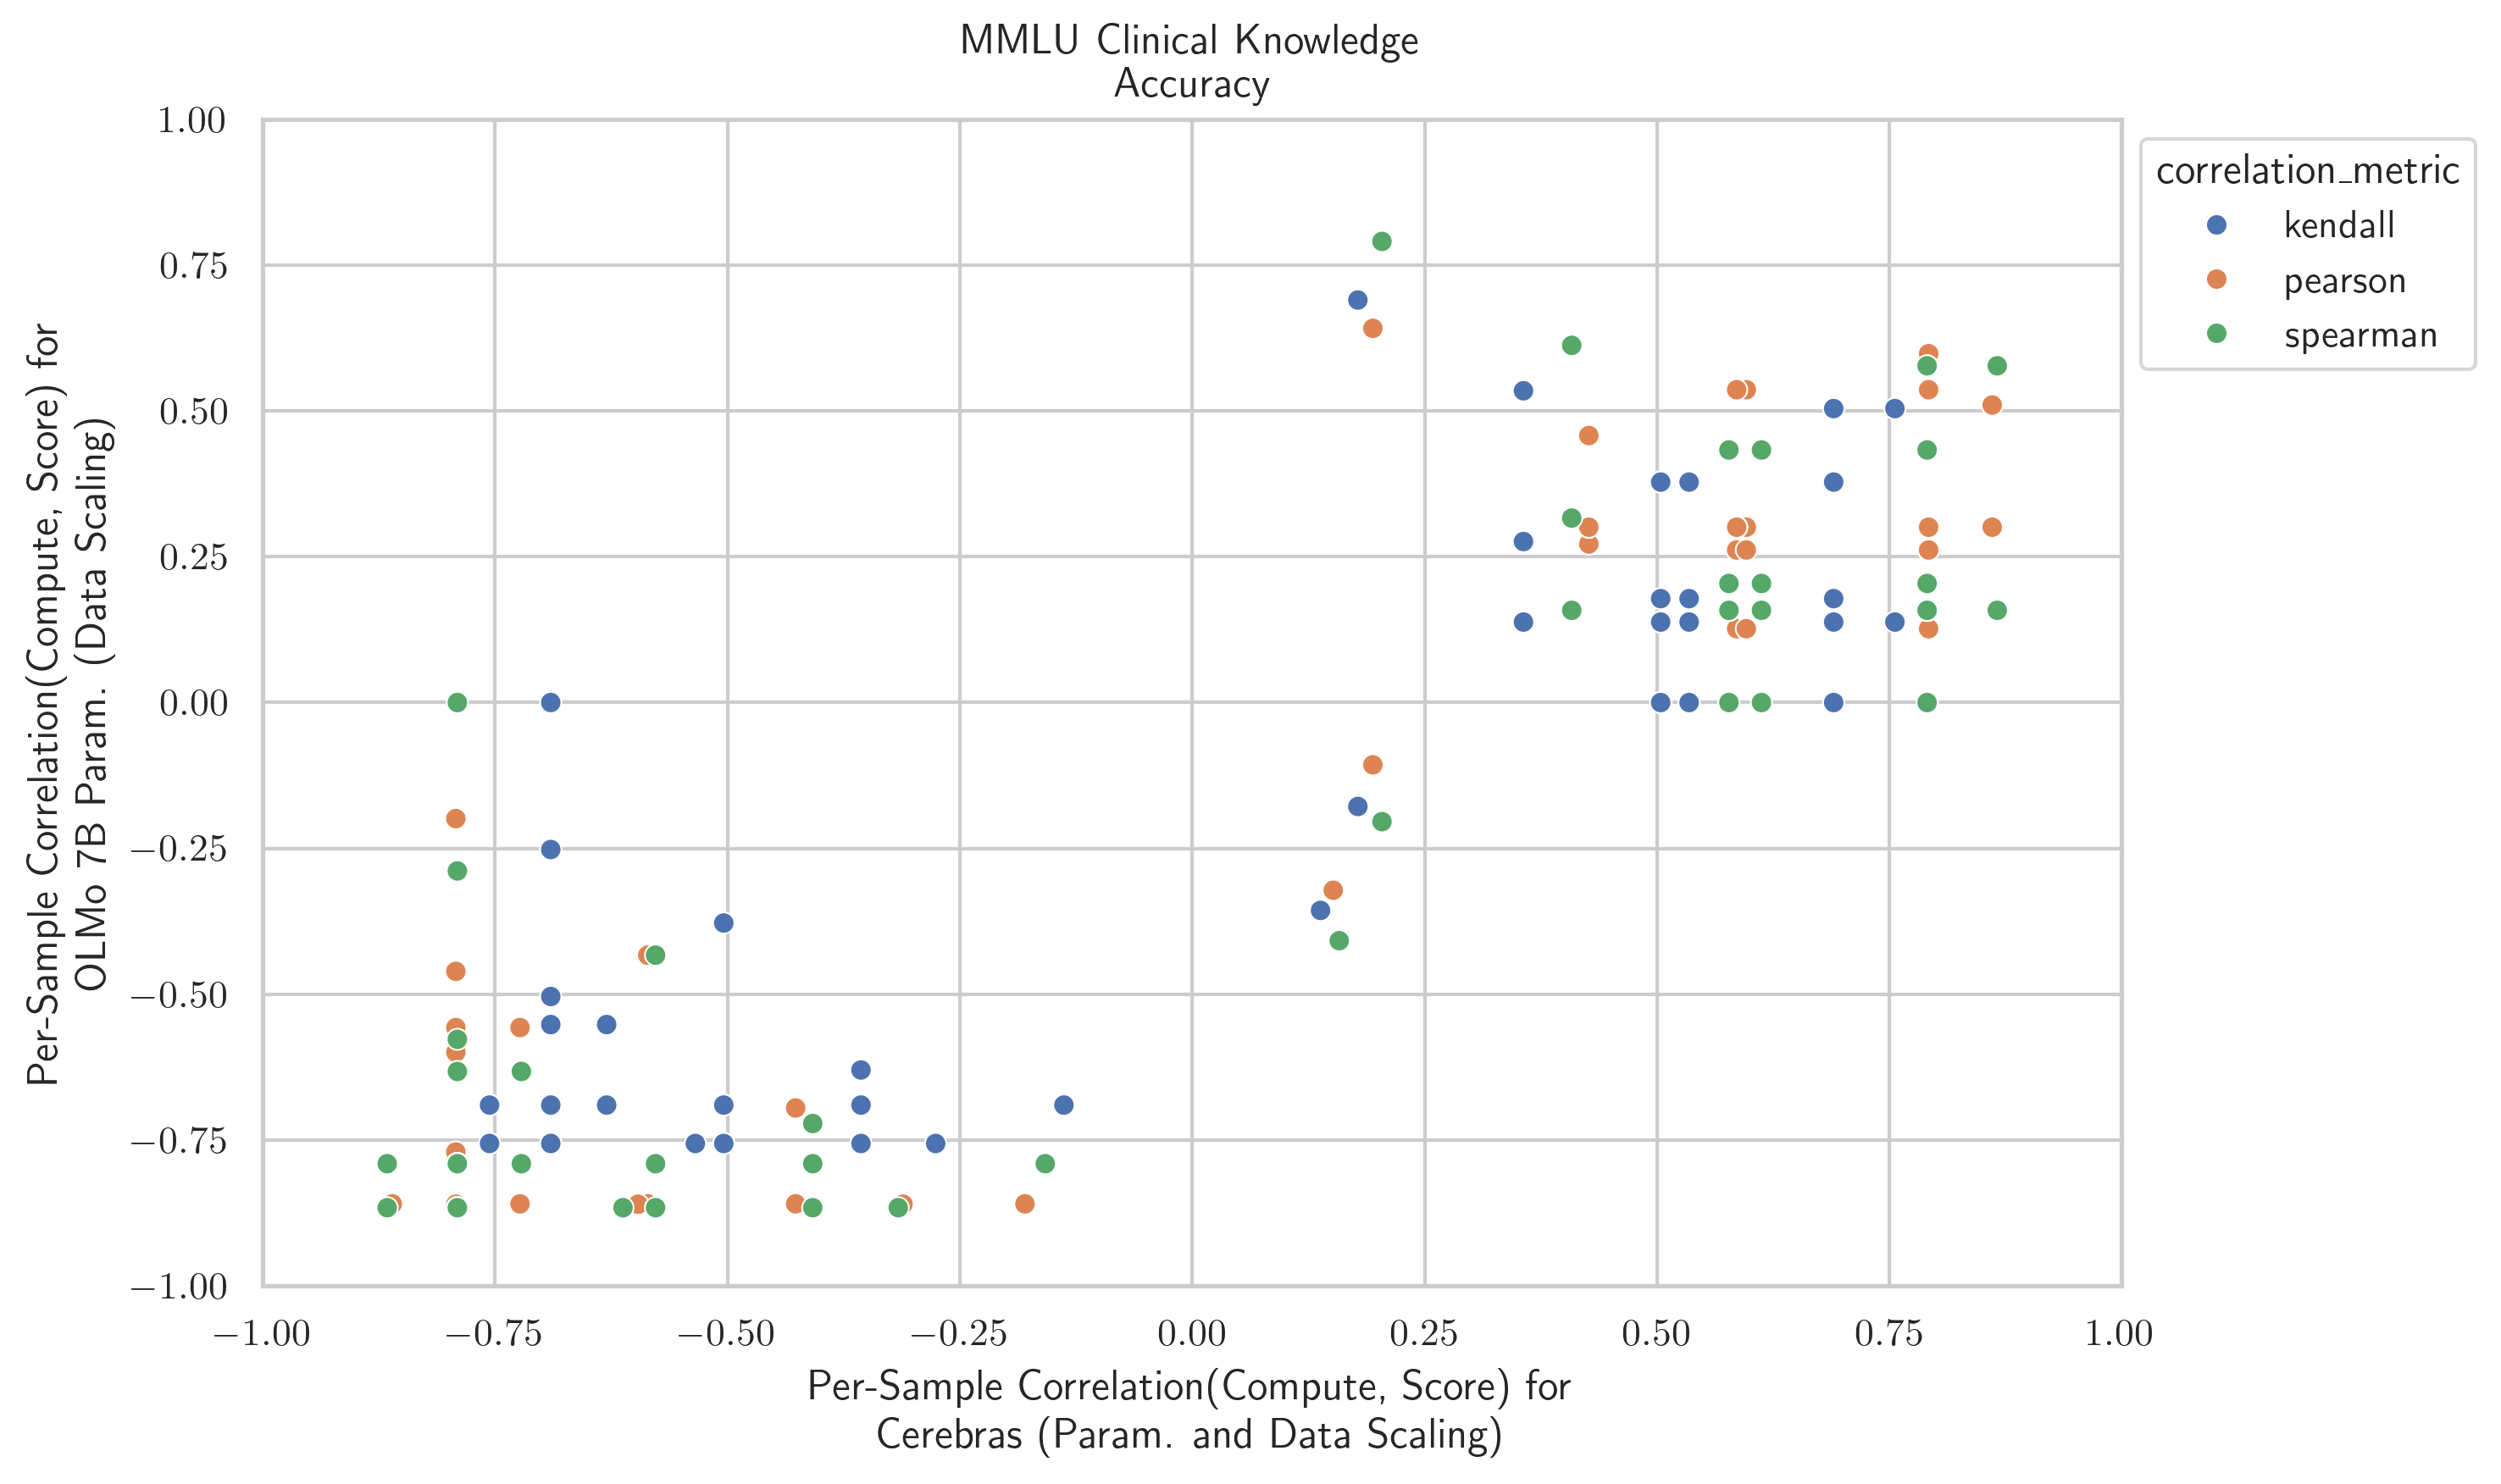 MMLU Clinical Knowledge
Accuracy
1.00
0.75
0.50
0.25
0.00
−0.25
−0.50
−0.75
−1.00
Per-Sample Correlation(Compute, Score) for
OLMo 7B Param. (Data Scaling)
correlation_metric
kendall
pearson
spearman
−1.00 −0.75 −0.50 −0.25 0.00 0.25 0.50 0.75 1.00
Per-Sample Correlation(Compute, Score) for
Cerebras (Param. and Data Scaling)